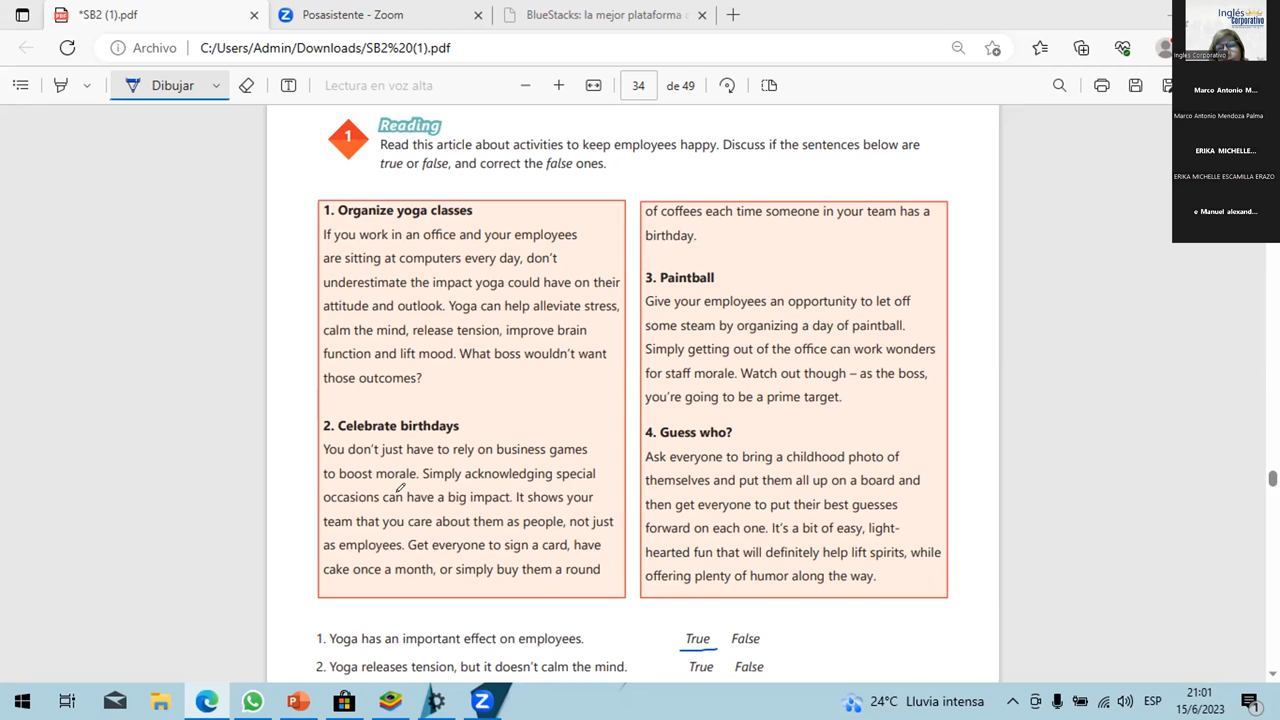 *SB2 (1).pdf
Posasistente - Zoom
BlueStacks: la mejor plataforma e
Archivo
C:/Users/Admin/Downloads/SB2%20(1).pdf
Dibujar
Lectura en voz alta
34
de 49
1
Reading
Read this article about activities to keep employees happy. Discuss if the sentences below are
true or false, and correct the false ones.
1. Organize yoga classes
If you work in an office and your employees
are sitting at computers every day, don't
underestimate the impact yoga could have on their
attitude and outlook. Yoga can help alleviate stress,
calm the mind, release tension, improve brain
function and lift mood. What boss wouldn't want
those outcomes?
2. Celebrate birthdays
You don't just have to rely on business games
to boost morale. Simply acknowledging special
occasions can have a big impact. It shows your
team that you care about them as people, not just
as employees. Get everyone to sign a card, have
cake once a month, or simply buy them a round
of coffees each time someone in your team has a
birthday.
3. Paintball
Give your employees an opportunity to let off
some steam by organizing a day of paintball.
Simply getting out of the office can work wonders
for staff morale. Watch out though – as the boss,
you're going to be a prime target.
4. Guess who?
Ask everyone to bring a childhood photo of
themselves and put them all up on a board and
then get everyone to put their best guesses
forward on each one. It's a bit of easy, light-
hearted fun that will definitely help lift spirits, while
offering plenty of humor along the way.
1. Yoga has an important effect on employees. True False
2. Yoga releases tension, but it doesn't calm the mind. True False
Inglés
Corporativo
Inglés Corporativo
Marco Antonio M...
Marco Antonio Mendoza Palma
ERIKA MICHELLE...
ERIKA MICHELLE ESCAMILLA ERAZO
e Manuel alexand...
24°C Lluvia intensa
ESP
21:01
15/6/2023
1